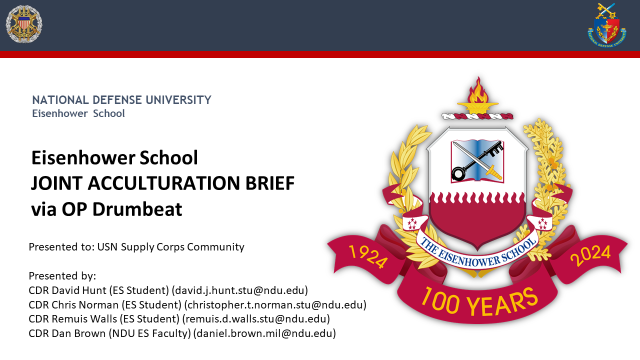 NATIONAL DEFENSE UNIVERSITY
Eisenhower School
Eisenhower School
JOINT ACCULTURATION BRIEF
via OP Drumbeat
Presented to: USN Supply Corps Community
Presented by:
CDR David Hunt (ES Student) (david.j.hunt.stu@ndu.edu)
CDR Chris Norman (ES Student) (christopher.t.norman.stu@ndu.edu)
CDR Remuis Walls (ES Student) (remuis.d.walls.stu@ndu.edu)
CDR Dan Brown (NDU ES Faculty) (daniel.brown.mil@ndu.edu)
THE EISENHOWER SCHOOL
1924
100 YEARS
2024